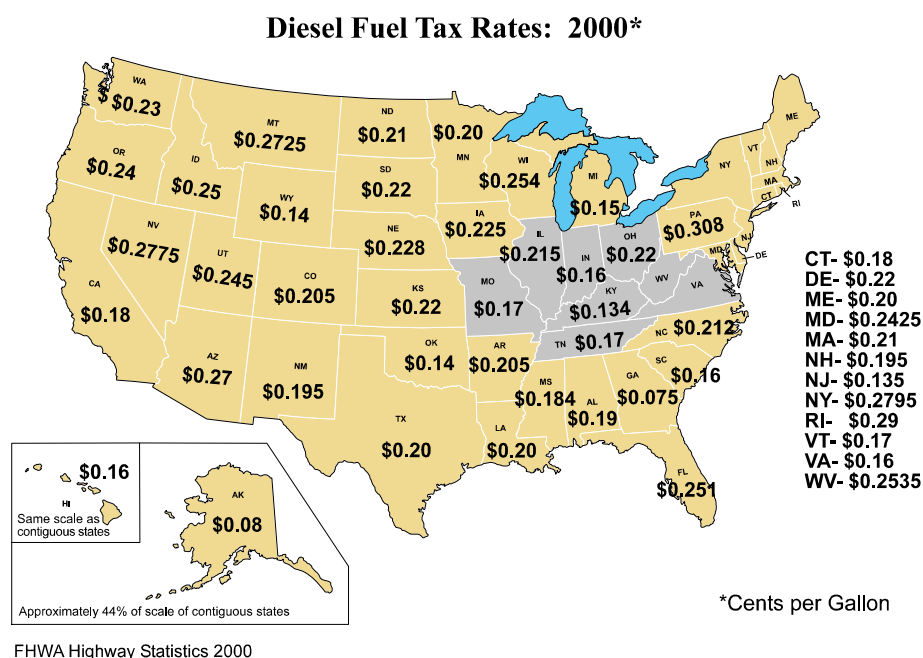 Diesel Fuel Tax Rates: 2000*
WA
$0.23
MT
$0.2725
ND
$0.21
$0.20
MN
OR
$0.24
ID
$0.25
SD
$0.22
WI
$0.254
MI
$0.15
ME
VT
NH
NY
MA
CT
RI
WY
$0.14
NE
$0.228
IA
$0.225
PA
$0.308
NJ
MD
DE
NV
$0.2775
UT
$0.245
CO
$0.205
IL
$0.215
IN
$0.16
OH
$0.22
WV
VA
CA
$0.18
KS
$0.22
MO
$0.17
KY
$0.134
AZ
$0.27
NM
$0.195
OK
$0.14
AR
$0.205
TN
$0.17
NC
$0.212
SC
$0.16
MS
$0.184
AL
$0.19
GA
$0.075
TX
$0.20
LA
$0.20
FL
$0.251
CT- $0.18
DE- $0.22
ME- $0.20
MD- $0.2425
MA- $0.21
NH- $0.195
NJ- $0.135
NY- $0.2795
RI- $0.29
VT- $0.17
VA- $0.16
WV- $0.2535
$0.16
HI
Same scale as
contiguous states
AK
$0.08
Approximately 44% of scale of contiguous states
*Cents per Gallon
FHWA Highway Statistics 2000